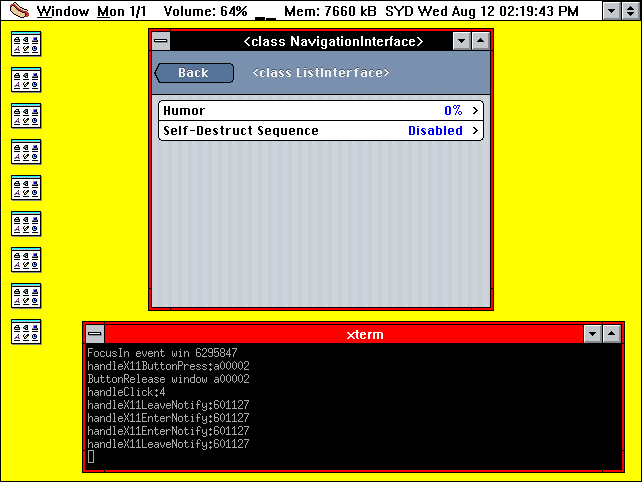 Window Mon 1/1 Volume: 64% Mem: 7660 kB SYD Wed Aug 12 02:19:43 PM
<class NavigationInterface>
Back <class ListInterface>
Humor 0% >
Self-Destruct Sequence Disabled >
xterm
FocusIn event win 6295847
handleX11ButtonPress:a00002
ButtonRelease window a00002
handleClick:4
handleX11LeaveNotify:601127
handleX11EnterNotify:601127
handleX11EnterNotify:601127
handleX11LeaveNotify:601127